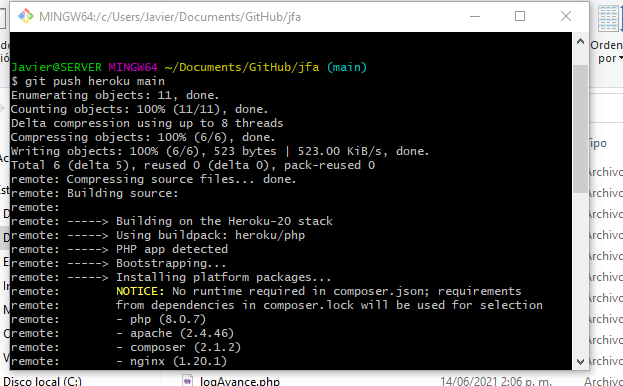 MINGW64:/c/Users/Javier/Documents/GitHub/jfa
Javier@SERVER MINGW64 ~/Documents/GitHub/jfa (main)
$ git push heroku main
Enumerating objects: 11, done.
Counting objects: 100% (11/11), done.
Delta compression using up to 8 threads
Compressing objects: 100% (6/6), done.
Writing objects: 100% (6/6), 523 bytes | 523.00 KiB/s, done.
Total 6 (delta 5), reused 0 (delta 0), pack-reused 0
remote: Compressing source files... done.
remote: Building source:
remote:
remote: -----> Building on the Heroku-20 stack
remote: -----> Using buildpack: heroku/php
remote: -----> PHP app detected
remote: -----> Bootstrapping...
remote: -----> Installing platform packages...
remote: NOTICE: No runtime required in composer.json; requirements
remote: from dependencies in composer.lock will be used for selection
remote: - php (8.0.7)
remote: - apache (2.4.46)
remote: - composer (2.1.2)
remote: - nginx (1.20.1)
Orden
por
Tipo
Archivo
Archivo
Archivo
Archivo
Archivo
Archivo
Archivo
Archivo
Archivo
Disco local (C:)
logAvance.php
14/06/2021 2:06 p. m.
Archivo